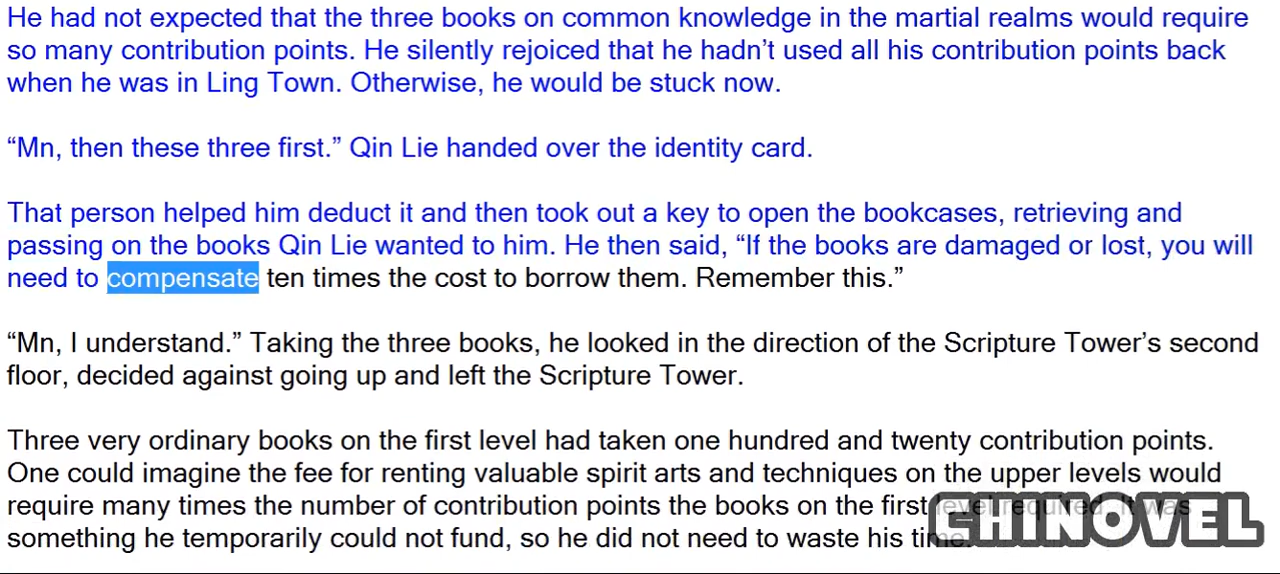 He had not expected that the three books on common knowledge in the martial realms would require
so many contribution points. He silently rejoiced that he hadn’t used all his contribution points back
when he was in Ling Town. Otherwise, he would be stuck now.
“Mn, then these three first.” Qin Lie handed over the identity card.
That person helped him deduct it and then took out a key to open the bookcases, retrieving and
passing on the books Qin Lie wanted to him. He then said, “If the books are damaged or lost, you will
need to compensate ten times the cost to borrow them. Remember this.”
“Mn, I understand.” Taking the three books, he looked in the direction of the Scripture Tower’s second
floor, decided against going up and left the Scripture Tower.
Three very ordinary books on the first level had taken one hundred and twenty contribution points.
One could imagine the fee for renting valuable spirit arts and techniques on the upper levels would
require many times the number of contribution points the books on the first level required. It was
something he temporarily could not fund, so he did not need to waste his time.
CHINOVEL